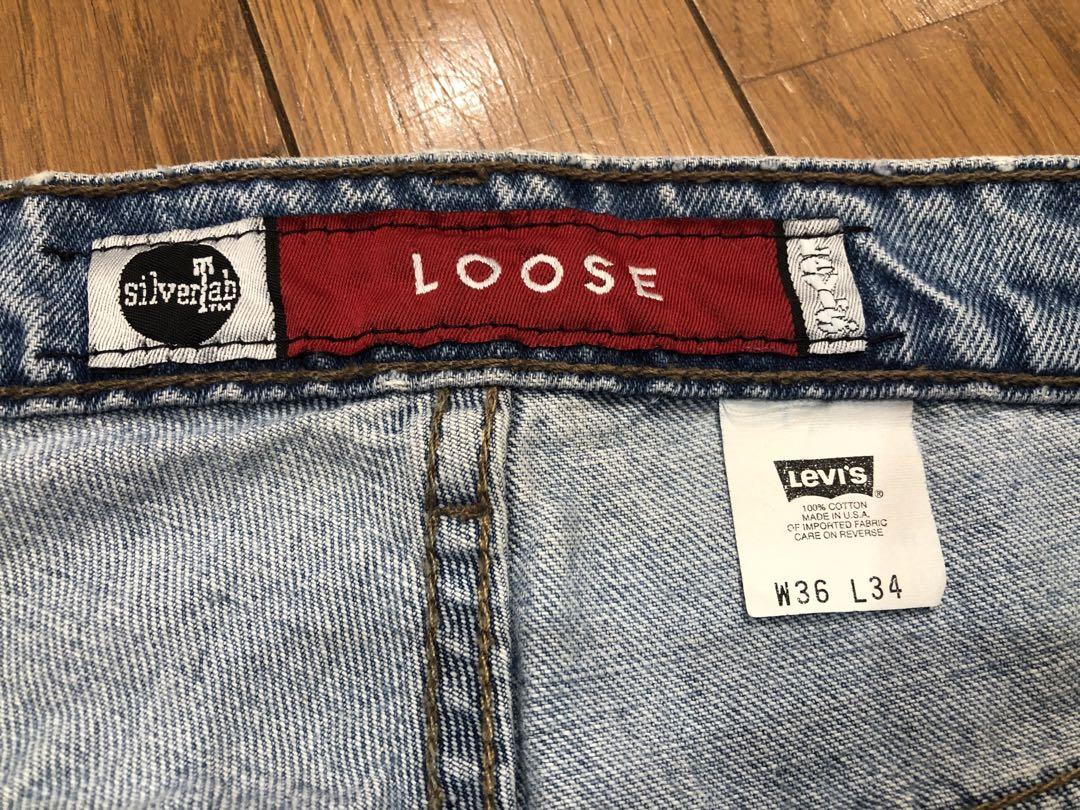 silverTab
TM
LOOSE
Levi's
®
100% COTTON
MADE IN U.S.A.
OF IMPORTED FABRIC
CARE ON REVERSE
W36 L34